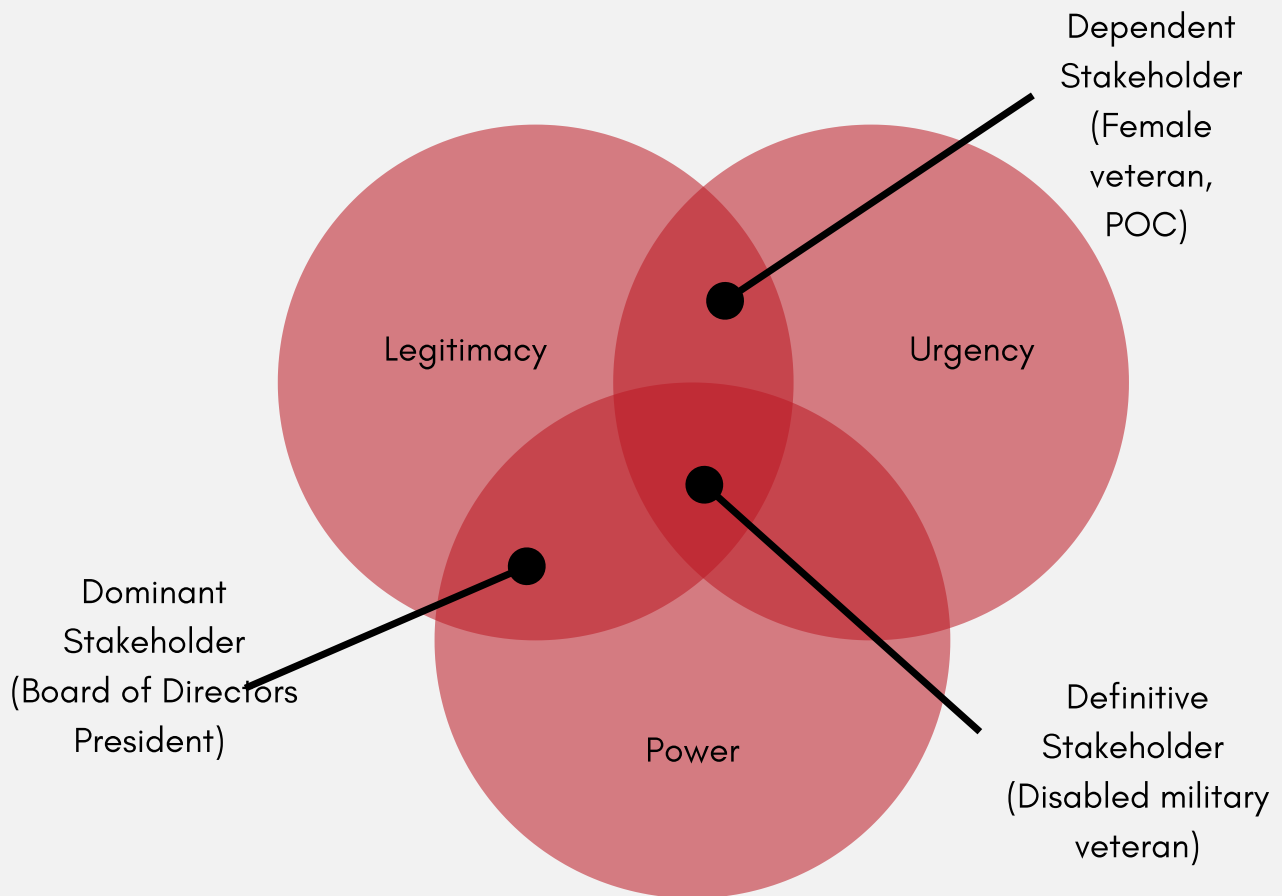 Dependent
Stakeholder
(Female
veteran,
POC)
Legitimacy
Urgency
Dominant
Stakeholder
(Board of Directors
President)
Power
Definitive
Stakeholder
(Disabled military
veteran)